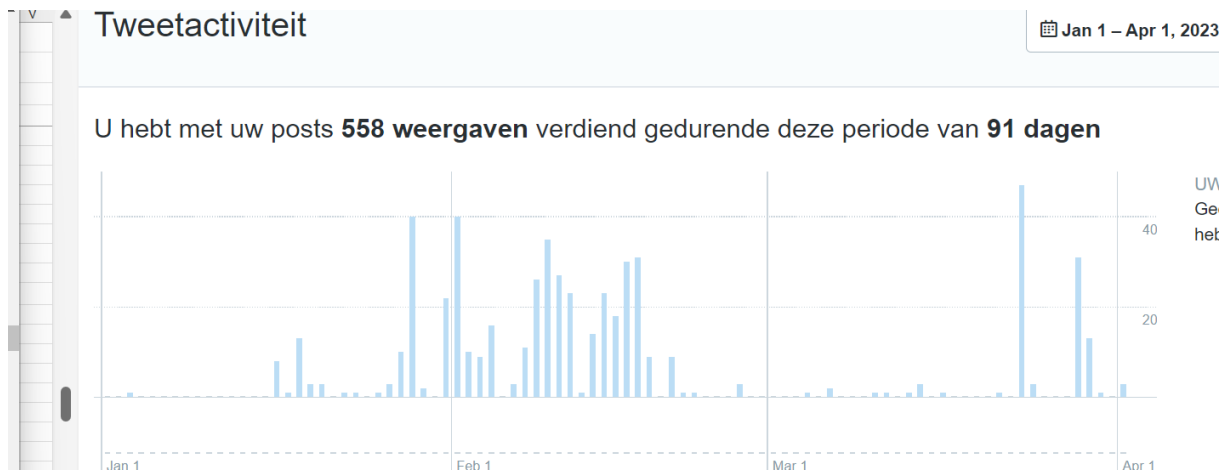 V
Tweetactiviteit
Jan 1 – Apr 1, 2023
U hebt met uw posts 558 weergaven verdiend gedurende deze periode van 91 dagen
40
20
Jan 1
Feb 1
Mar 1
Apr 1